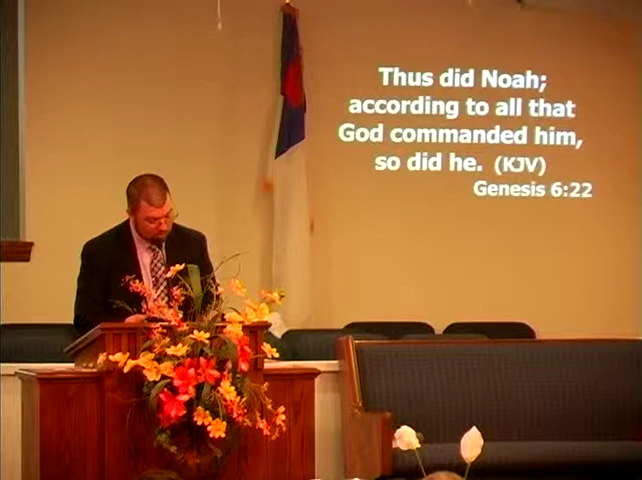 Thus did Noah;
according to all that
God commanded him,
so did he. (KJV)
Genesis 6:22